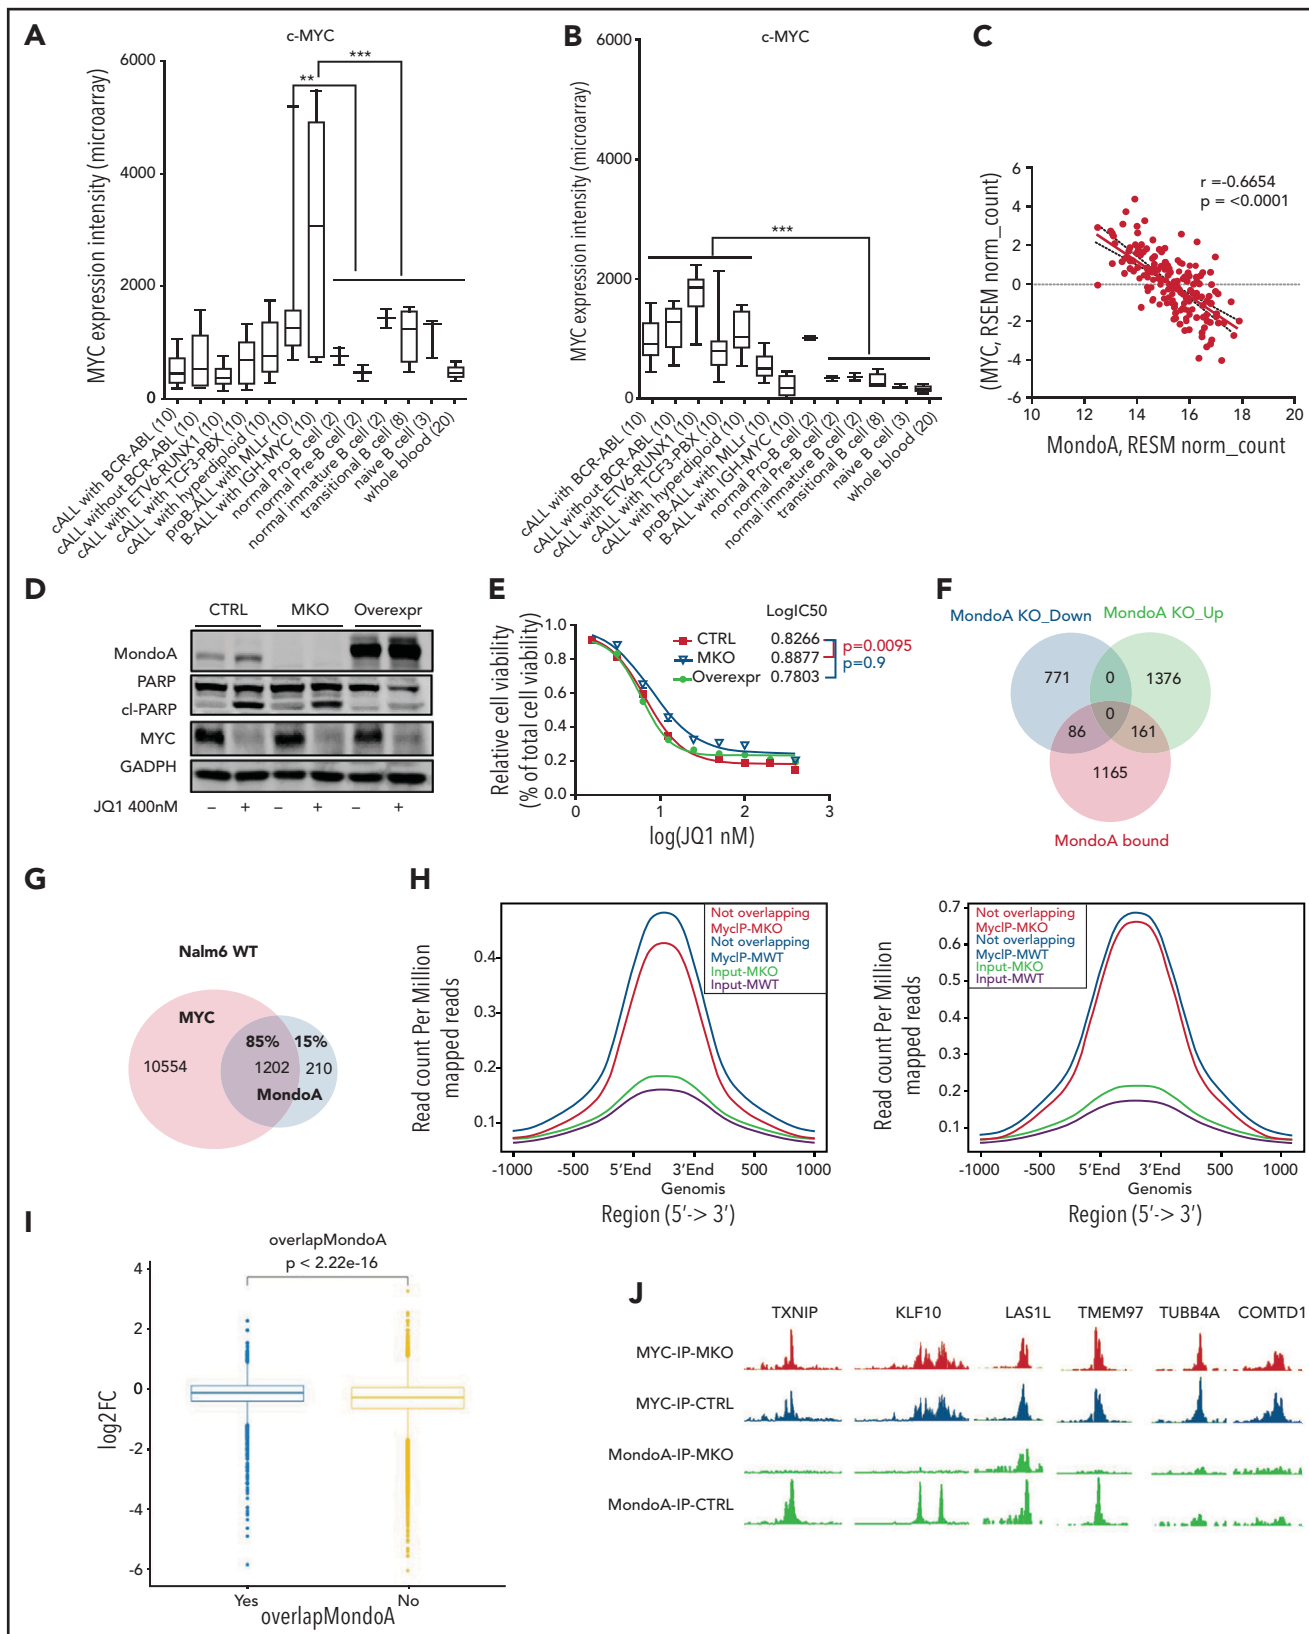 A
c-MYC
MYC expression intensity (microarray)
6000
4000
2000
0
**
***
cALL with BCR-ABL (10)
cALL without BCR-ABL (10)
cALL with ETV6-RUNX1 (10)
cALL with TCF3-PBX (10)
cALL with hyperdiploid (10)
proB-ALL with MLLr (10)
B-ALL with IGH-MYC (10)
normal Pro-B cell (2)
normal Pre-B cell (2)
normal immature B cell (2)
transitional B cell (8)
naive B cell (3)
whole blood (20)
B
c-MYC
MYC expression intensity (microarray)
6000
4000
2000
0
***
cALL with BCR-ABL (10)
cALL without BCR-ABL (10)
cALL with ETV6-RUNX1 (10)
cALL with TCF3-PBX (10)
cALL with hyperdiploid (10)
proB-ALL with MLLr (10)
B-ALL with IGH-MYC (10)
normal Pro-B cell (2)
normal Pre-B cell (2)
normal immature B cell (2)
transitional B cell (8)
naive B cell (3)
whole blood (20)
C
(MYC, RSEM norm_count)
6
4
2
0
-2
-4
-6
r =-0.6654
p = <0.0001
10 12 14 16 18 20
MondoA, RESM norm_count
D
CTRL MKO Overexpr
MondoA
PARP
cl-PARP
MYC
GADPH
JQ1 400nM – + – + – +
E
Relative cell viability
(% of total cell viability)
1.0
0.8
0.6
0.4
0.2
0.0
LogIC50
CTRL 0.8266
MKO 0.8877
Overexpr 0.7803
p=0.0095
p=0.9
0 1 2 3
log(JQ1 nM)
F
MondoA KO_Down
MondoA KO_Up
771 0 1376
0
86 161
1165
MondoA bound
G
Nalm6 WT
MYC
85% 15%
10554 1202 210
MondoA
H
Read count Per Million
mapped reads
0.4
0.3
0.2
0.1
Not overlapping
MycIP-MKO
Not overlapping
MycIP-MWT
Input-MKO
Input-MWT
-1000 -500 5′End 3′End 500 1000
Genomis
Region (5′-> 3′)
Read count Per Million
mapped reads
0.7
0.6
0.5
0.4
0.3
0.2
0.1
Not overlapping
MycIP-MKO
Not overlapping
MycIP-MWT
Input-MKO
Input-MWT
-1000 -500 5′End 3′End 500 1000
Genomis
Region (5′-> 3′)
I
overlapMondoA
p < 2.22e-16
log2FC
4
2
0
-2
-4
-6
Yes No
overlapMondoA
J
TXNIP KLF10 LAS1L TMEM97 TUBB4A COMTD1
MYC-IP-MKO
MYC-IP-CTRL
MondoA-IP-MKO
MondoA-IP-CTRL